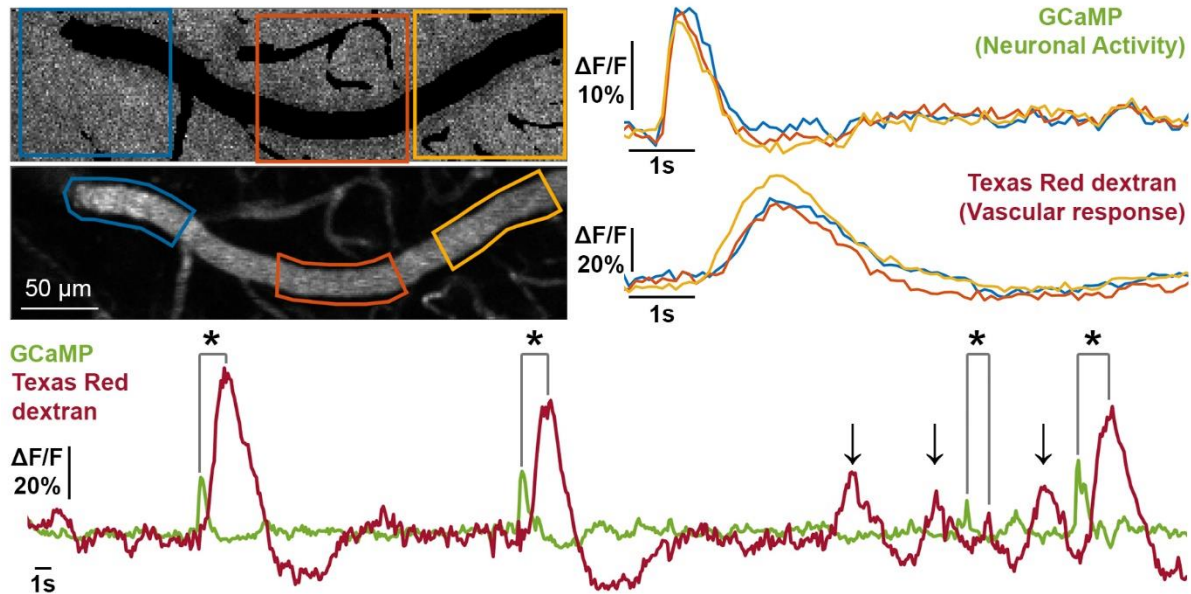 GCaMP
(Neuronal Activity)
ΔF/F
10%
1s
Texas Red dextran
(Vascular response)
ΔF/F
20%
1s
50 µm
GCaMP
Texas Red
dextran
* * * *
ΔF/F
20%
1s